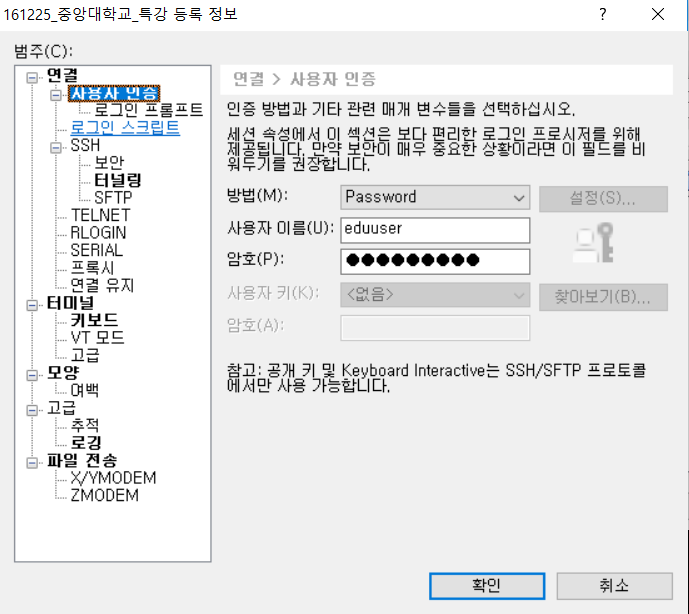 161225_중앙대학교_특강 등록 정보
?
범주(C):
연결
사용자 인증
로그인 프롬프트
로그인 스크립트
SSH
보안
터널링
SFTP
TELNET
RLOGIN
SERIAL
프록시
연결 유지
터미널
키보드
VT 모드
고급
모양
여백
고급
추적
로깅
파일 전송
X/YMODEM
ZMODEM
연결 > 사용자 인증
인증 방법과 기타 관련 매개 변수들을 선택하십시오.
세션 속성에서 이 섹션은 보다 편리한 로그인 프로시저를 위해
제공됩니다. 만약 보안이 매우 중요한 상황이라면 이 필드를 비
워두기를 권장합니다.
방법(M): Password 설정(S)...
사용자 이름(U): eduuser
암호(P): ●●●●●●●●●
사용자 키(K): <없음> 찾아보기(B)...
암호(A):
참고: 공개 키 및 Keyboard Interactive는 SSH/SFTP 프로토콜
에서만 사용 가능합니다.
확인 취소